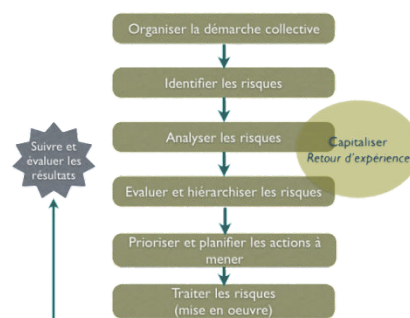 Organiser la démarche collective
Identifier les risques
Analyser les risques
Capitaliser
Retour d'expérience
Suivre et
évaluer les
résultats
Evaluer et hiérarchiser les risques
Prioriser et planifier les actions à
mener
Traiter les risques
(mise en oeuvre)